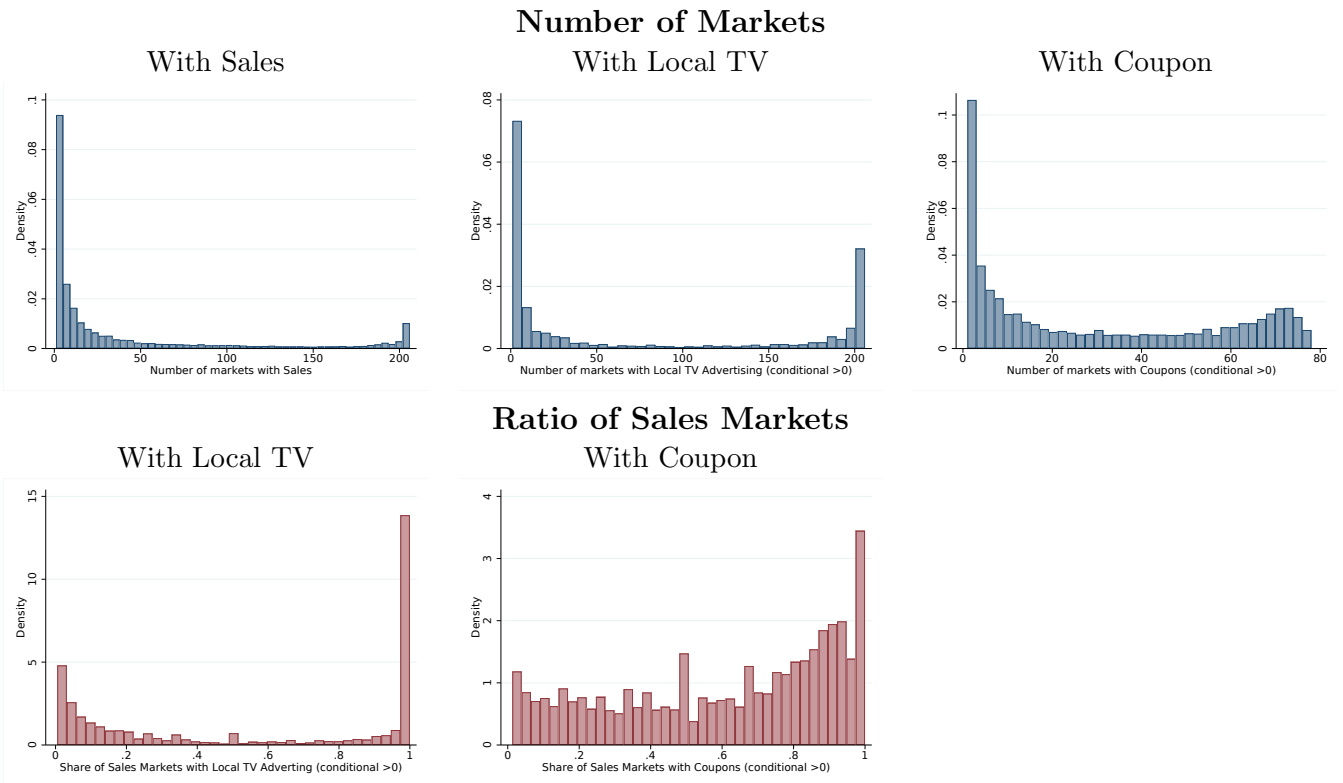 Number of Markets
With Sales
With Local TV
With Coupon
Density
0 .02 .04 .06 .08 .1
0 50 100 150 200
Number of markets with Sales
Density
0 .02 .04 .06 .08
0 50 100 150 200
Number of markets with Local TV Advertising (conditional >0)
Density
0 .02 .04 .06 .08 .1
0 20 40 60 80
Number of markets with Coupons (conditional >0)
Ratio of Sales Markets
With Local TV
With Coupon
Density
0 5 10 15
0 .2 .4 .6 .8 1
Share of Sales Markets with Local TV Adverting (conditional >0)
Density
0 1 2 3 4
0 .2 .4 .6 .8 1
Share of Sales Markets with Coupons (conditional >0)